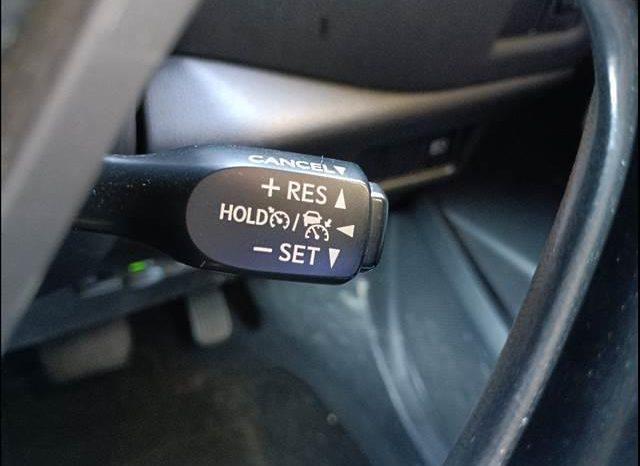 CANCEL▼
+ RES ▲
HOLD / ◀
− SET ▼